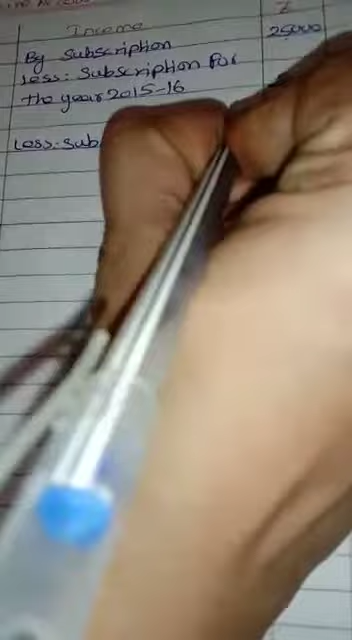 Income ₹
By Subscription 25000
Less: Subscription for
the year 2015-16
Less: Sub